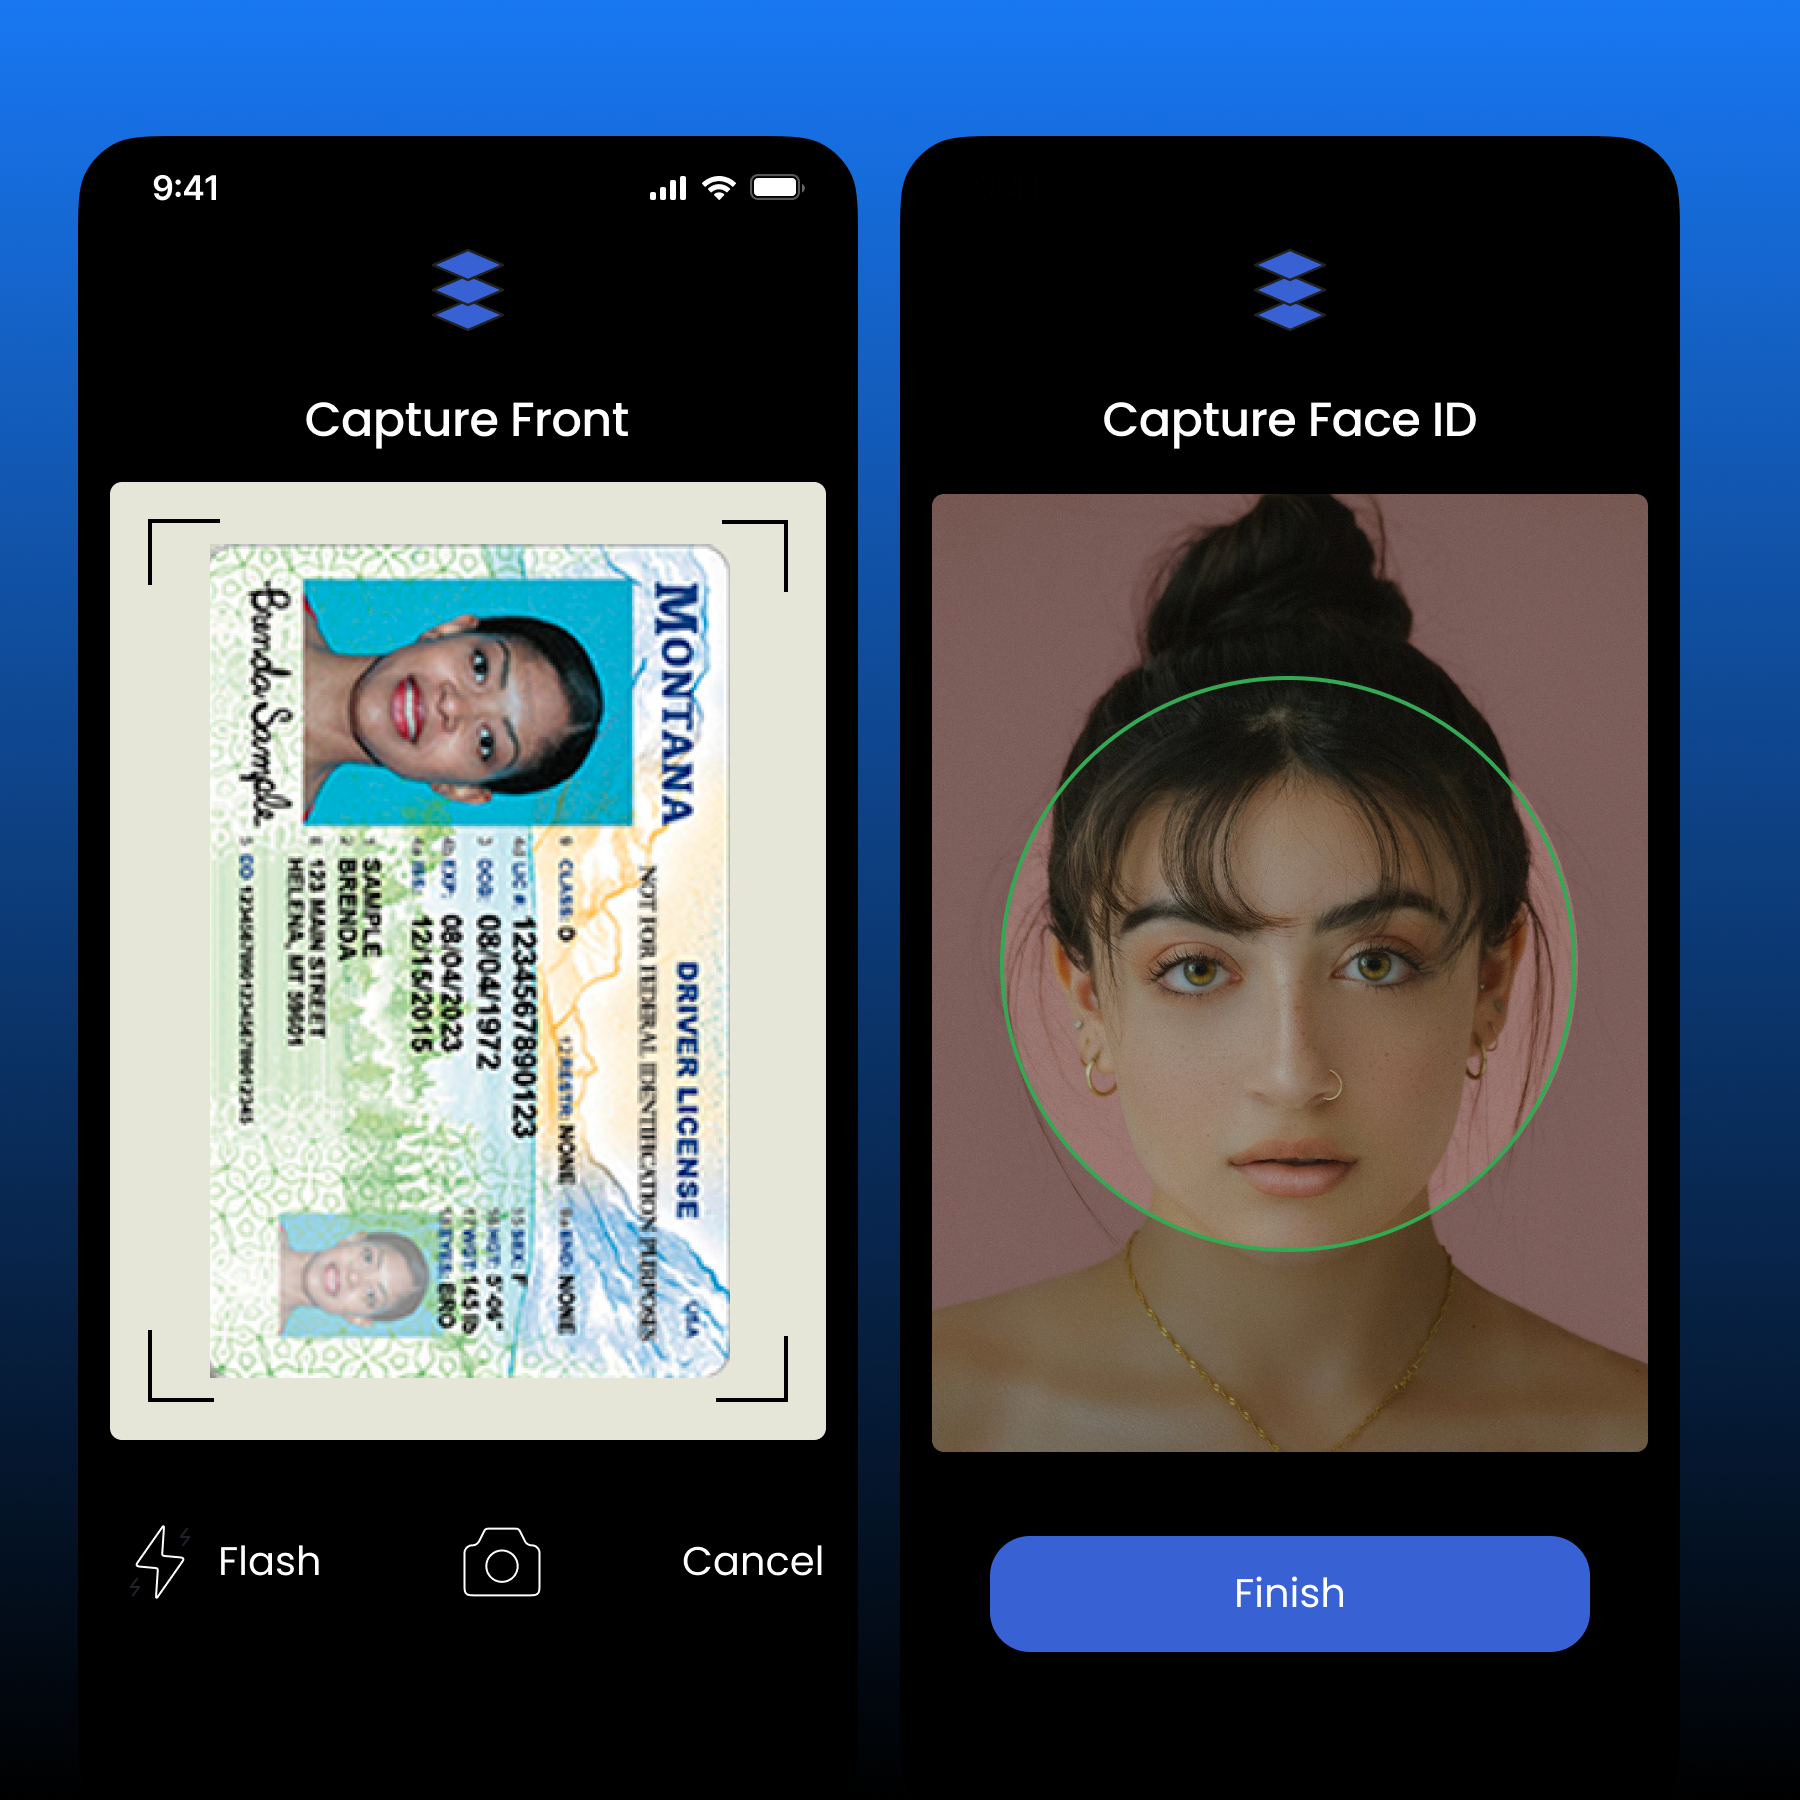 9:41
Capture Front
MONTANA
DRIVER LICENSE
USA
NOT FOR FEDERAL IDENTIFICATION PURPOSES
9 CLASS: D
12 RESTR: NONE
9a END: NONE
4d LIC #: 1234567890123
15 SEX: F
3 DOB: 08/04/1972
16 HGT: 5'-06"
4b EXP: 08/04/2023
17 WGT: 145 lb
4a ISS: 12/15/2015
18 EYES: BRO
1 SAMPLE
2 BRENDA
8 123 MAIN STREET
HELENA, MT 59601
Brenda Sample
5 DD:
Flash
Cancel
Capture Face ID
Finish